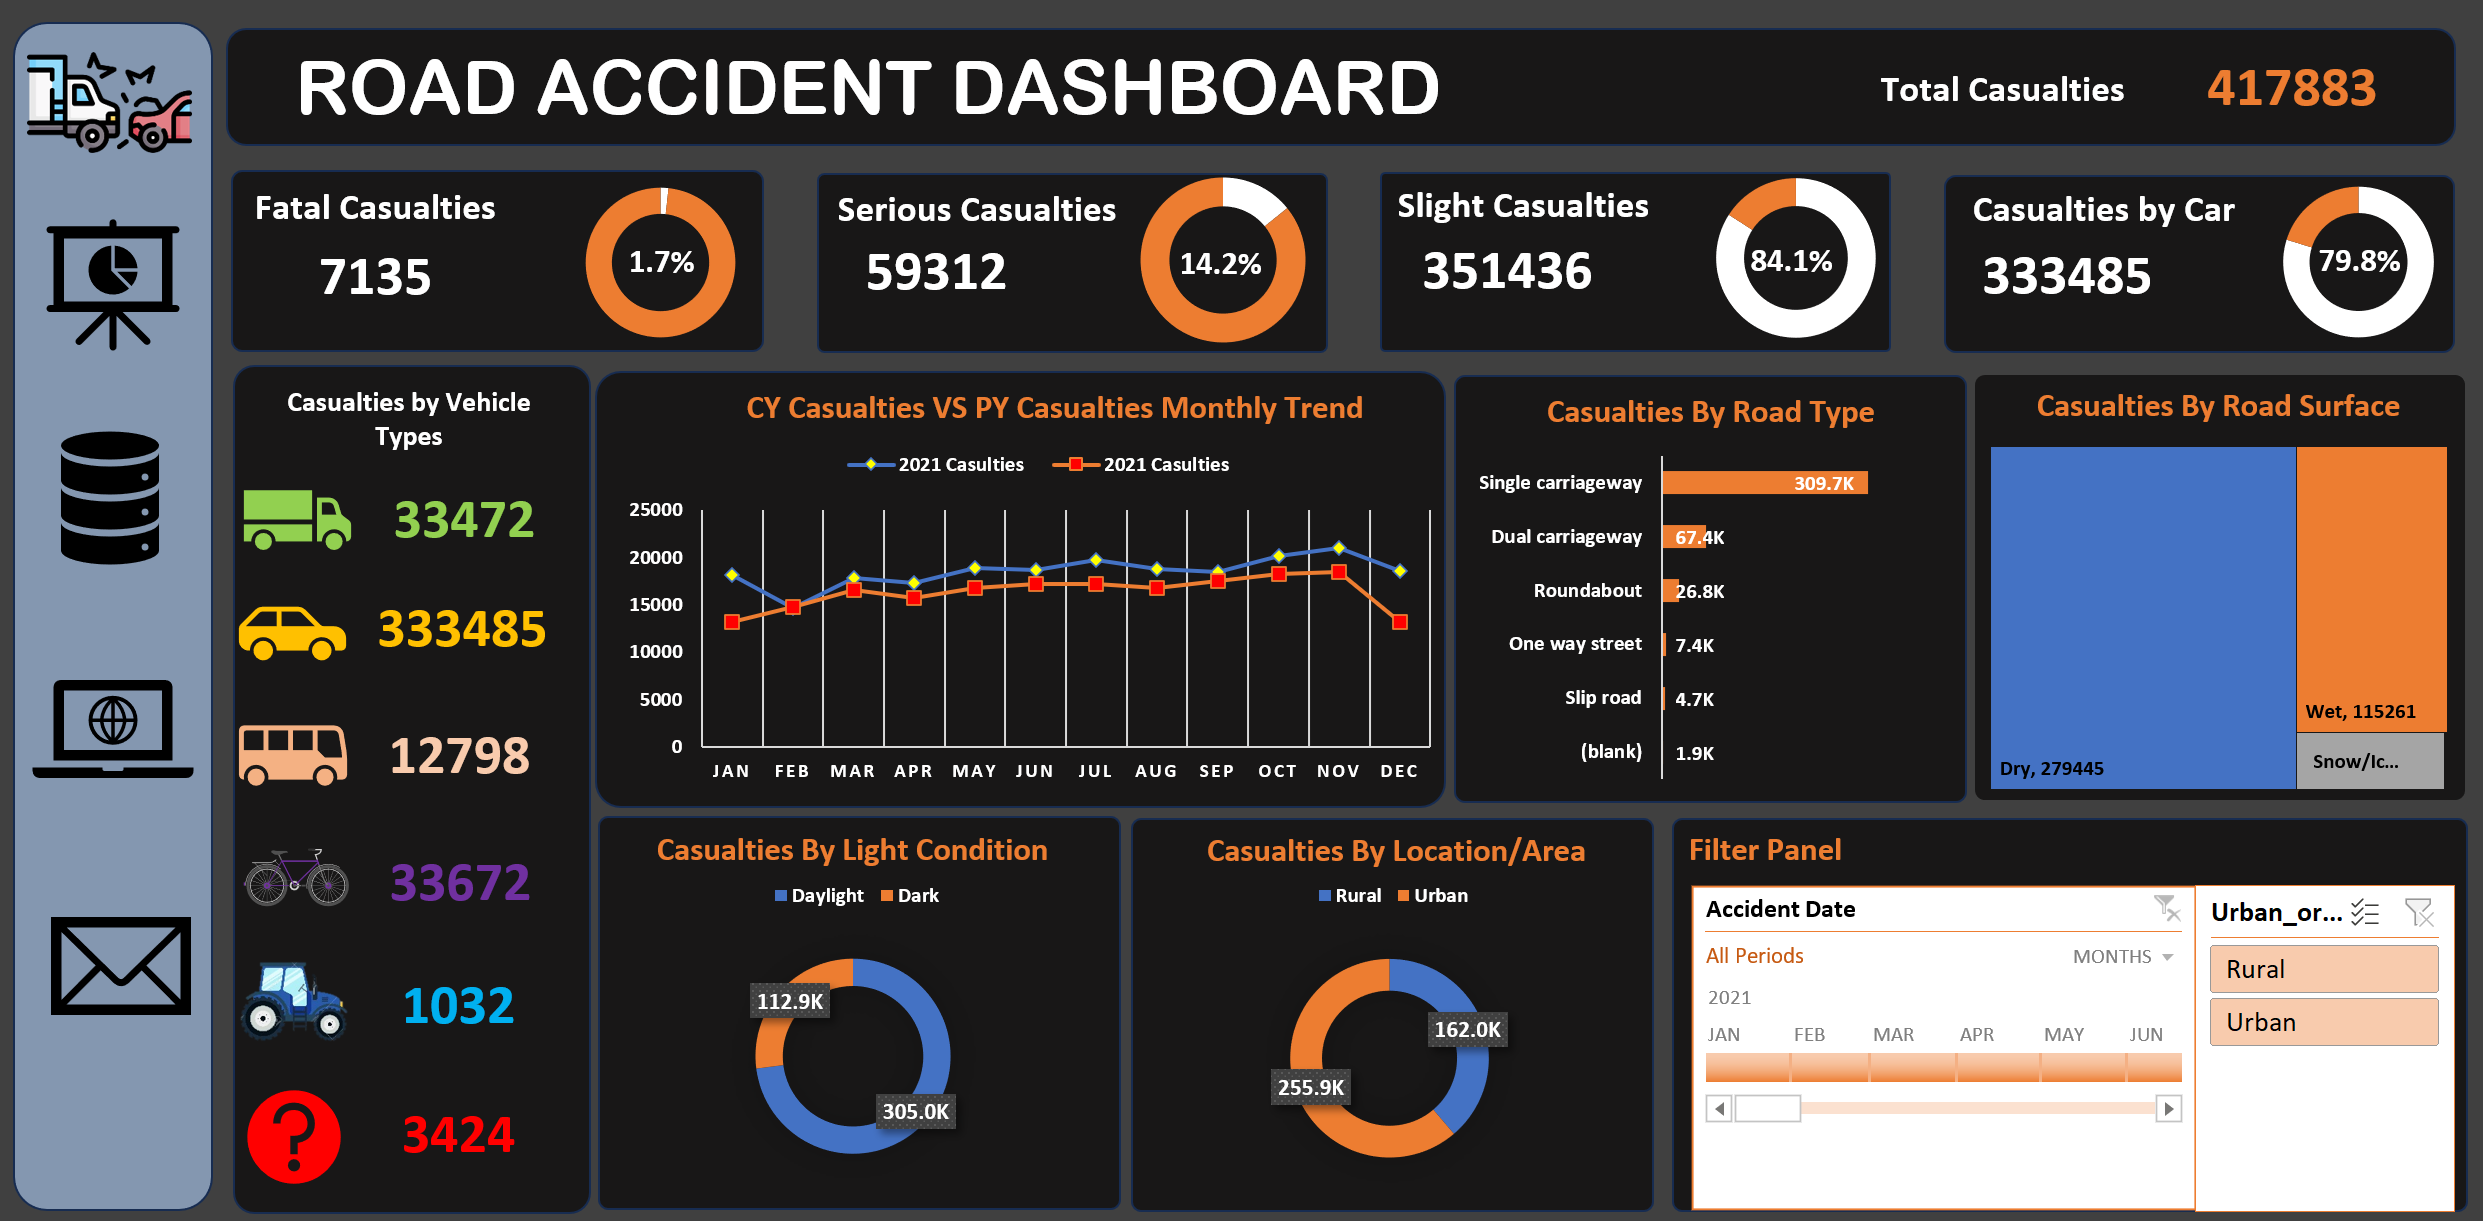 ROAD ACCIDENT DASHBOARD
Total Casualties 417883
Fatal Casualties
7135
1.7%
Serious Casualties
59312
14.2%
Slight Casualties
351436
84.1%
Casualties by Car
333485
79.8%
Casualties by Vehicle
Types
33472
333485
12798
33672
1032
3424
CY Casualties VS PY Casualties Monthly Trend
2021 Casulties 2021 Casulties
25000
20000
15000
10000
5000
0
JAN FEB MAR APR MAY JUN JUL AUG SEP OCT NOV DEC
Casualties By Road Type
Single carriageway 309.7K
Dual carriageway 67.4K
Roundabout 26.8K
One way street 7.4K
Slip road 4.7K
(blank) 1.9K
Casualties By Road Surface
Dry, 279445
Wet, 115261
Snow/Ic...
Casualties By Light Condition
Daylight Dark
112.9K
305.0K
Casualties By Location/Area
Rural Urban
162.0K
255.9K
Filter Panel
Accident Date
All Periods MONTHS
2021
JAN FEB MAR APR MAY JUN
Urban_or...
Rural
Urban